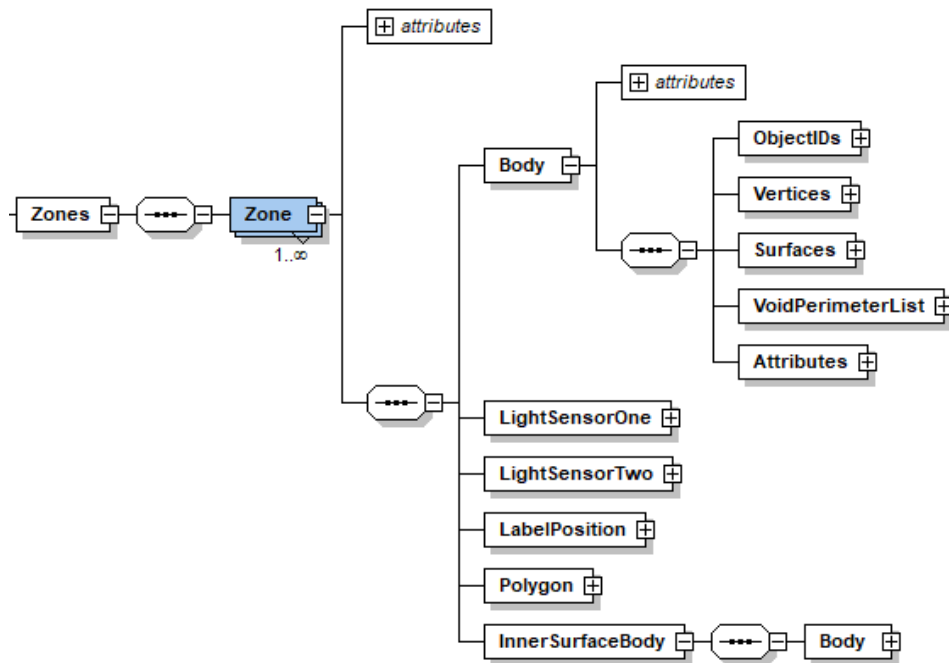 attributes
attributes
ObjectIDs
Body
Vertices
Zones
Zone
Surfaces
1..∞
VoidPerimeterList
Attributes
LightSensorOne
LightSensorTwo
LabelPosition
Polygon
InnerSurfaceBody
Body